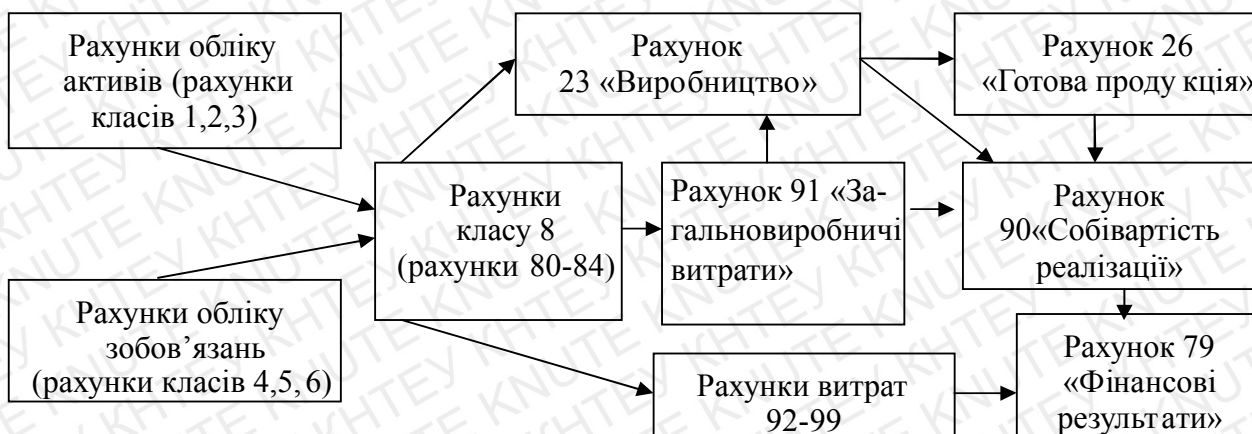 Рахунки обліку
активів (рахунки
класів 1,2,3)
Рахунок
23 «Виробництво»
Рахунок 26
«Готова проду кція»
Рахунки
класу 8
(рахунки 80-84)
Рахунок 91 «За-
гальновиробничі
витрати»
Рахунок
90«Собівартість
реалізації»
Рахунки обліку
зобов’язань
(рахунки класів 4,5, 6)
Рахунки витрат
92-99
Рахунок 79
«Фінансові
результ ати»